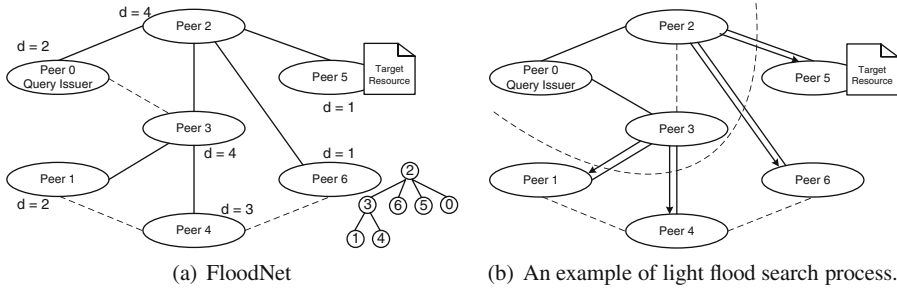 d = 4
Peer 2
d = 2
Peer 0
Query Issuer
Peer 5
Target
Resource
d = 1
Peer 3
d = 4
d = 1
Peer 1
Peer 6
d = 2
d = 3
Peer 4
2
3
6
5
0
1
4
(a) FloodNet
Peer 2
Peer 0
Query Issuer
Peer 5
Target
Resource
Peer 3
Peer 1
Peer 6
Peer 4
(b) An example of light flood search process.